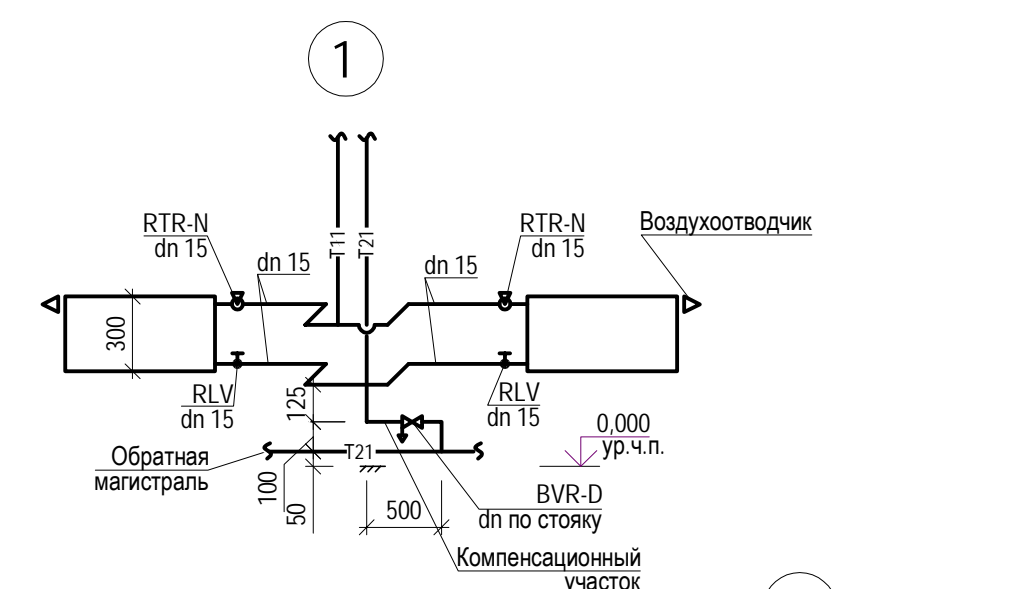 1
RTR-N
dn 15
dn 15
T11
T21
dn 15
RTR-N
dn 15
Воздухоотводчик
300
RLV
dn 15
125
RLV
dn 15
0,000
ур.ч.п.
Обратная
магистраль
T21
100
50
500
BVR-D
dn по стояку
Компенсационный
участок